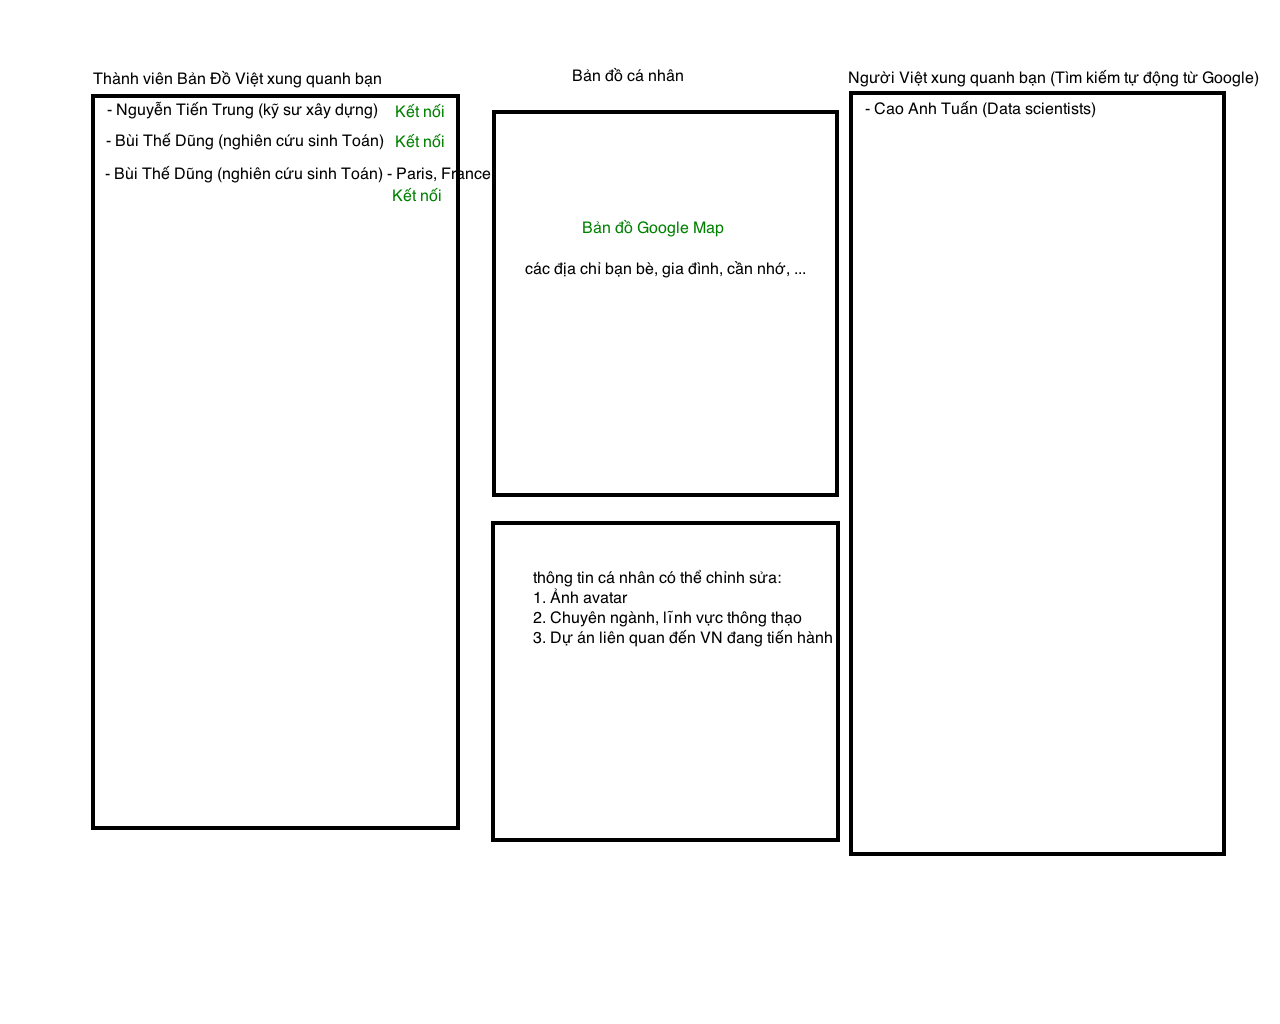 Thành viên Bản Đồ Việt xung quanh bạn
- Nguyễn Tiến Trung (kỹ sư xây dựng) Kết nối
- Bùi Thế Dũng (nghiên cứu sinh Toán) Kết nối
- Bùi Thế Dũng (nghiên cứu sinh Toán) - Paris, France
Kết nối
Bản đồ cá nhân
Bản đồ Google Map
các địa chỉ bạn bè, gia đình, cần nhớ, ...
thông tin cá nhân có thể chỉnh sửa:
1. Ảnh avatar
2. Chuyên ngành, lĩnh vực thông thạo
3. Dự án liên quan đến VN đang tiến hành
Người Việt xung quanh bạn (Tìm kiếm tự động từ Google)
- Cao Anh Tuấn (Data scientists)